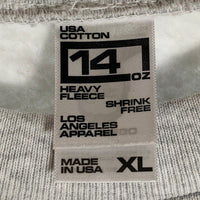 USA
COTTON
14 OZ
HEAVY
FLEECE
SHRINK
FREE
LOS
ANGELES
APPAREL
MADE
IN USA
XL